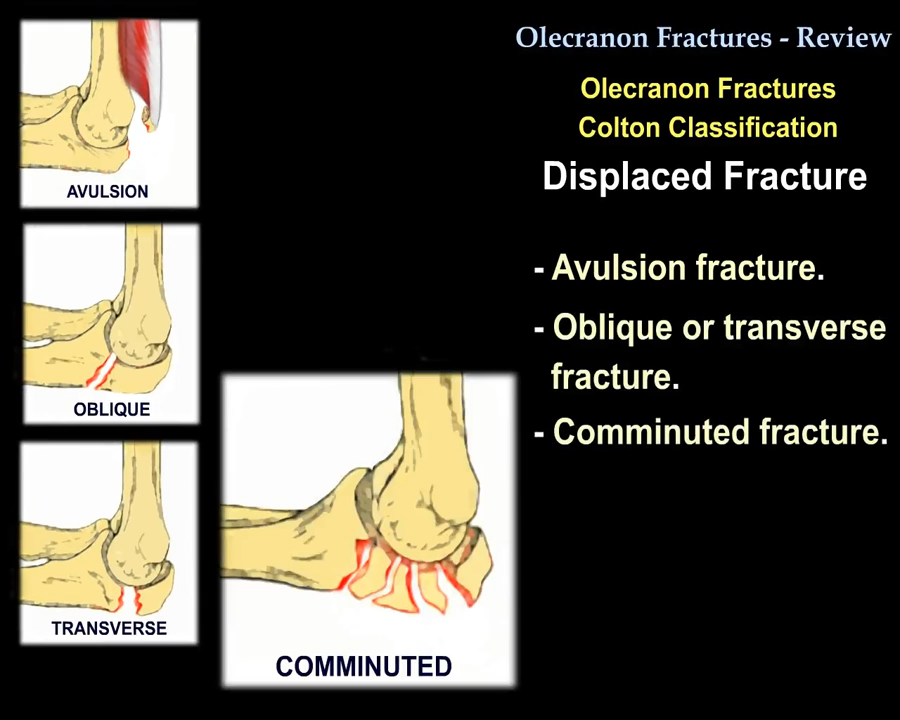 Olecranon Fractures - Review
Olecranon Fractures
Colton Classification
Displaced Fracture
- Avulsion fracture.
- Oblique or transverse
fracture.
- Comminuted fracture.
AVULSION
OBLIQUE
TRANSVERSE
COMMINUTED